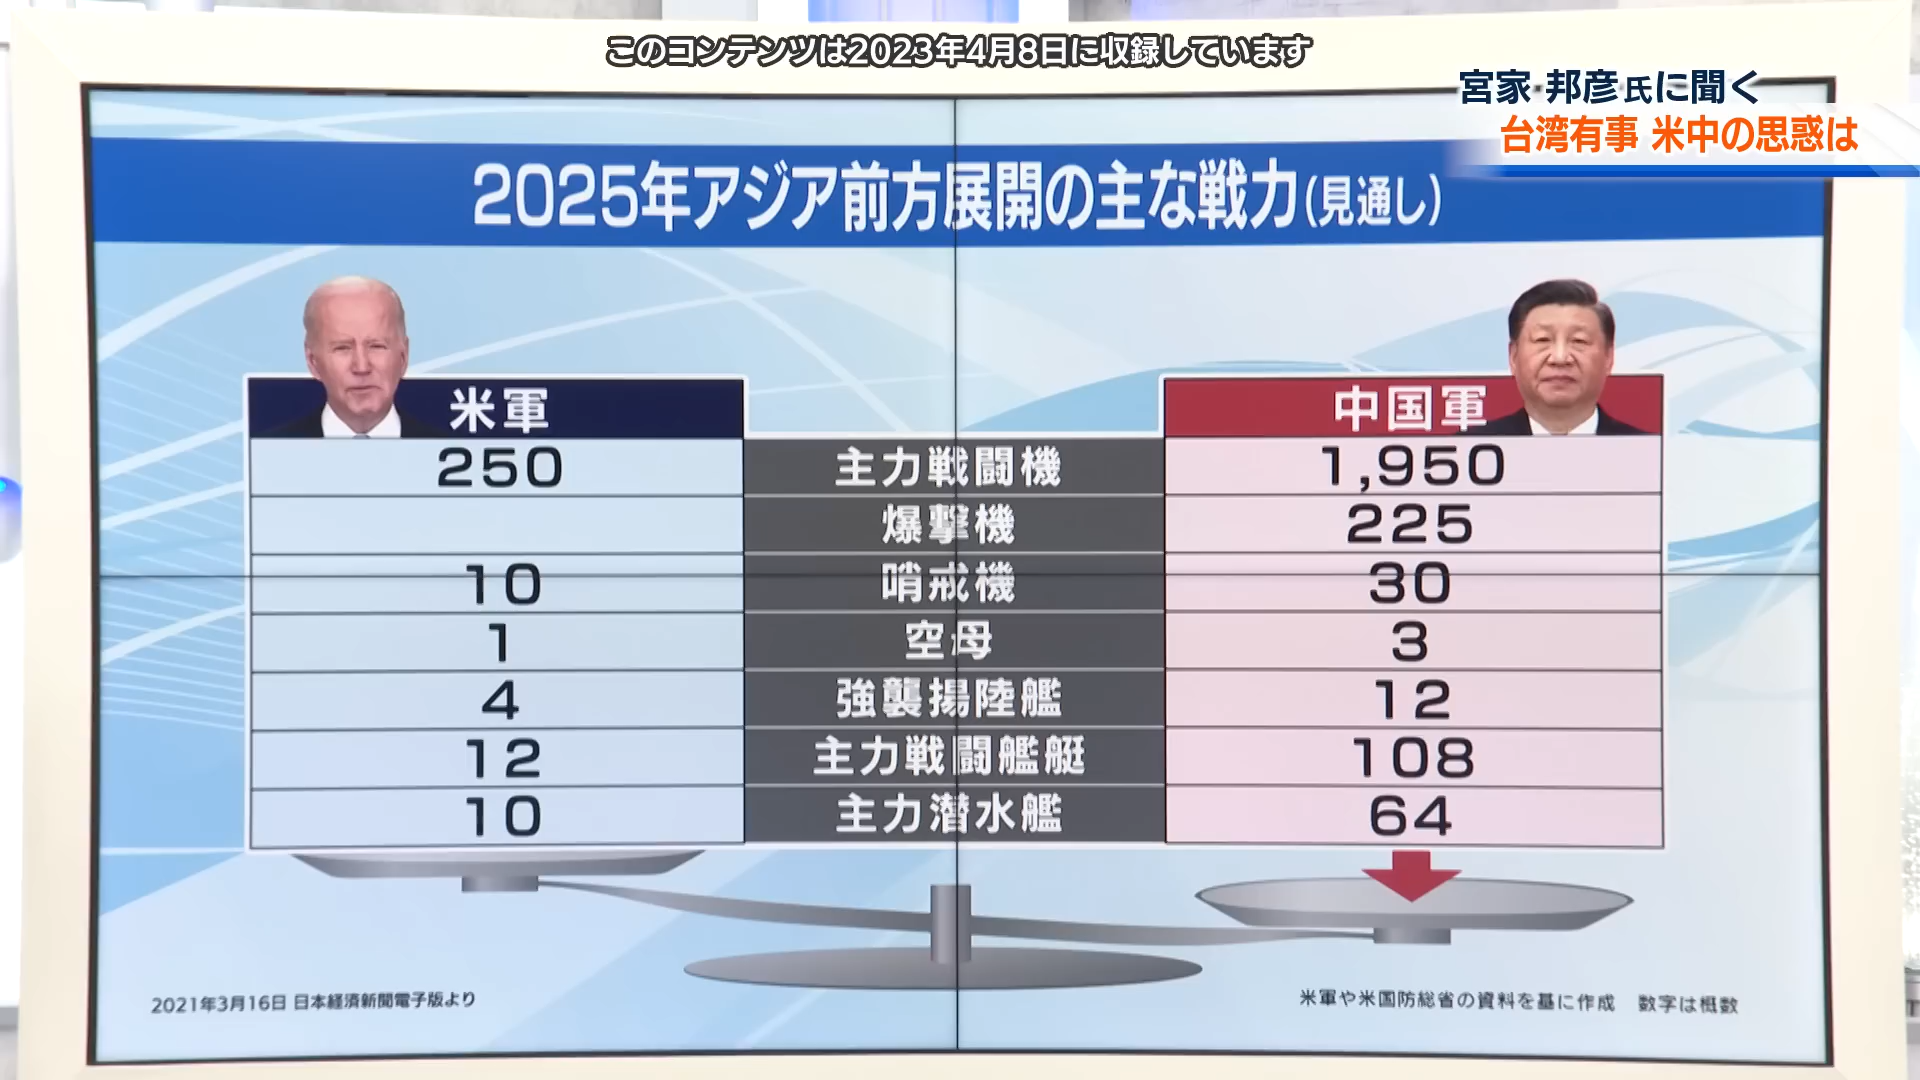 このコンテンツは2023年4月8日に収録しています
宮家 邦彦氏に聞く
台湾有事 米中の思惑は
2025年アジア前方展開の主な戦力(見通し)
米軍 中国軍
250 主力戦闘機 1,950
爆撃機 225
10 哨戒機 30
1 空母 3
4 強襲揚陸艦 12
12 主力戦闘艦艇 108
10 主力潜水艦 64
2021年3月16日 日本経済新聞電子版より
米軍や米国防総省の資料を基に作成 数字は概数